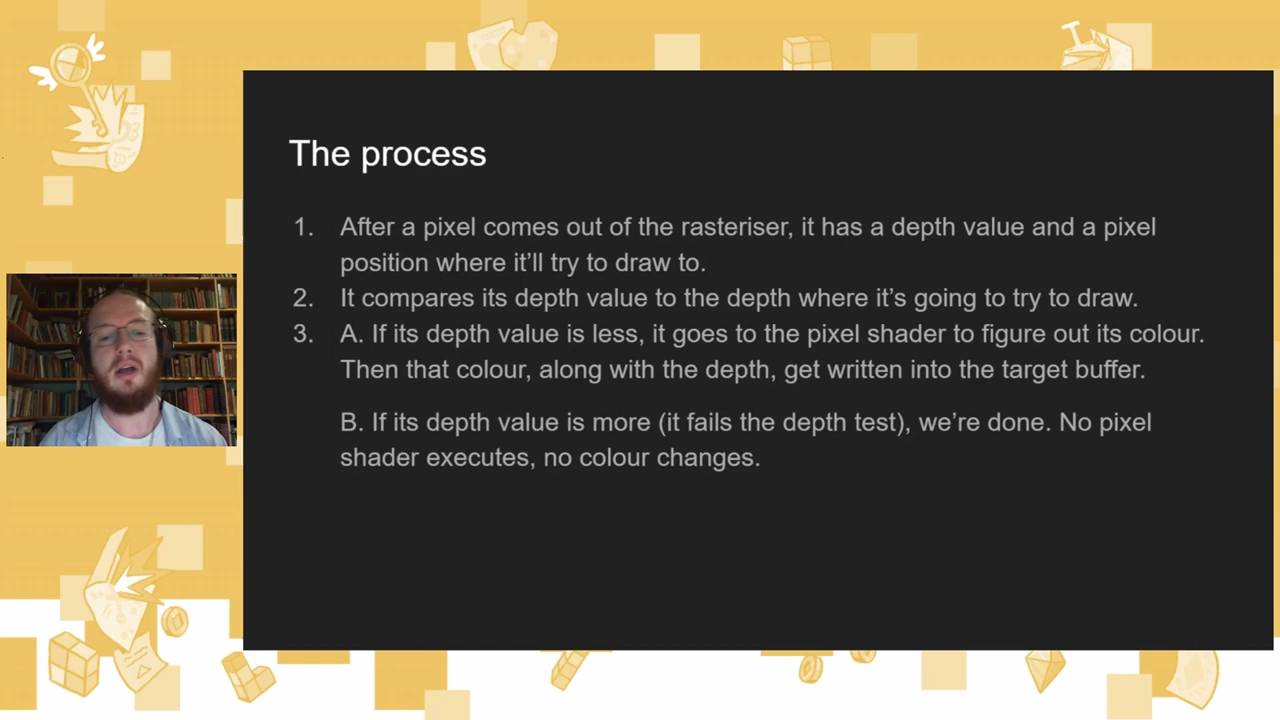 The process
1. After a pixel comes out of the rasteriser, it has a depth value and a pixel
position where it’ll try to draw to.
2. It compares its depth value to the depth where it’s going to try to draw.
3. A. If its depth value is less, it goes to the pixel shader to figure out its colour.
Then that colour, along with the depth, get written into the target buffer.
B. If its depth value is more (it fails the depth test), we’re done. No pixel
shader executes, no colour changes.